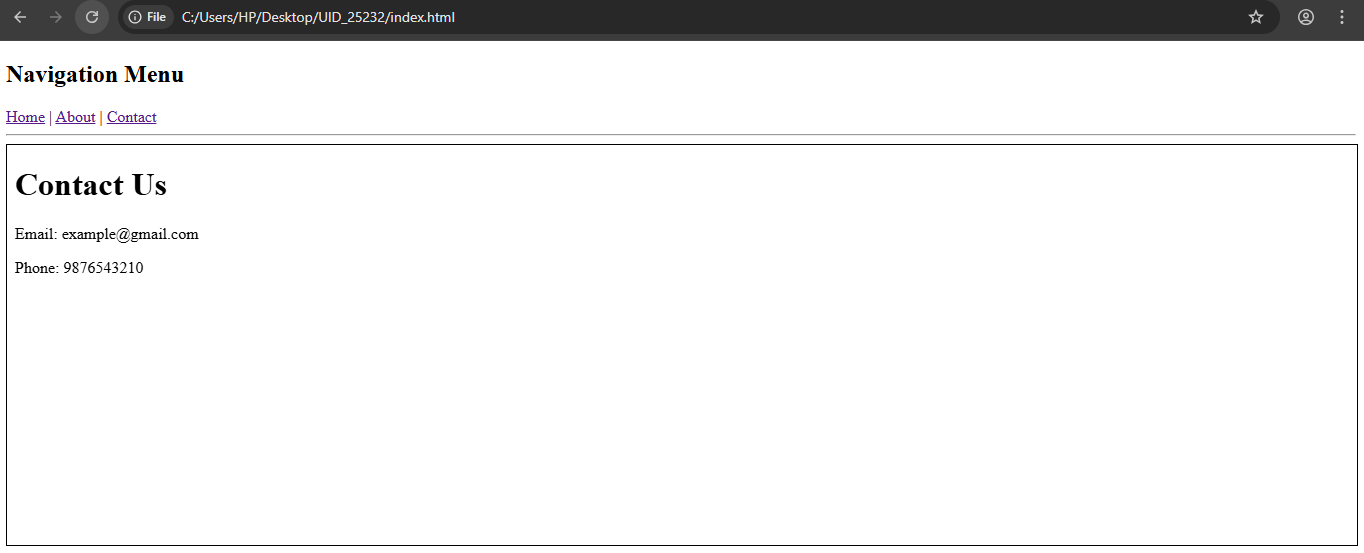 File C:/Users/HP/Desktop/UID_25232/index.html
Navigation Menu
Home | About | Contact
Contact Us
Email: example@gmail.com
Phone: 9876543210